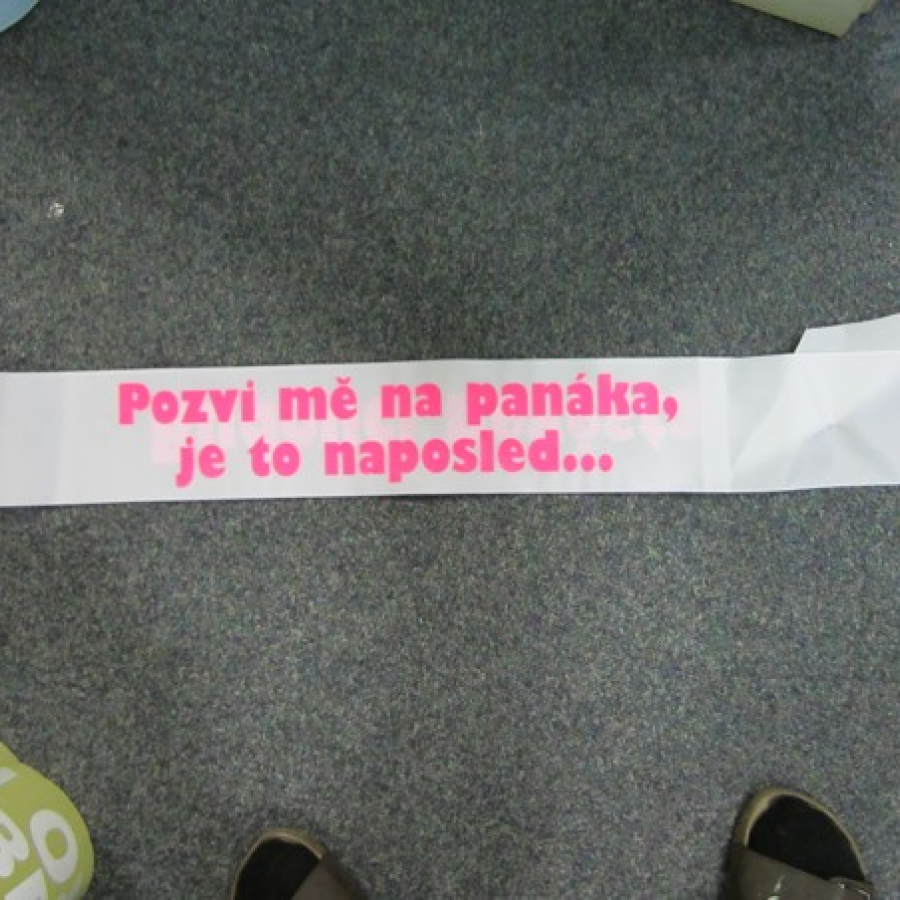 Pozvi mě na panáka,
je to naposled...